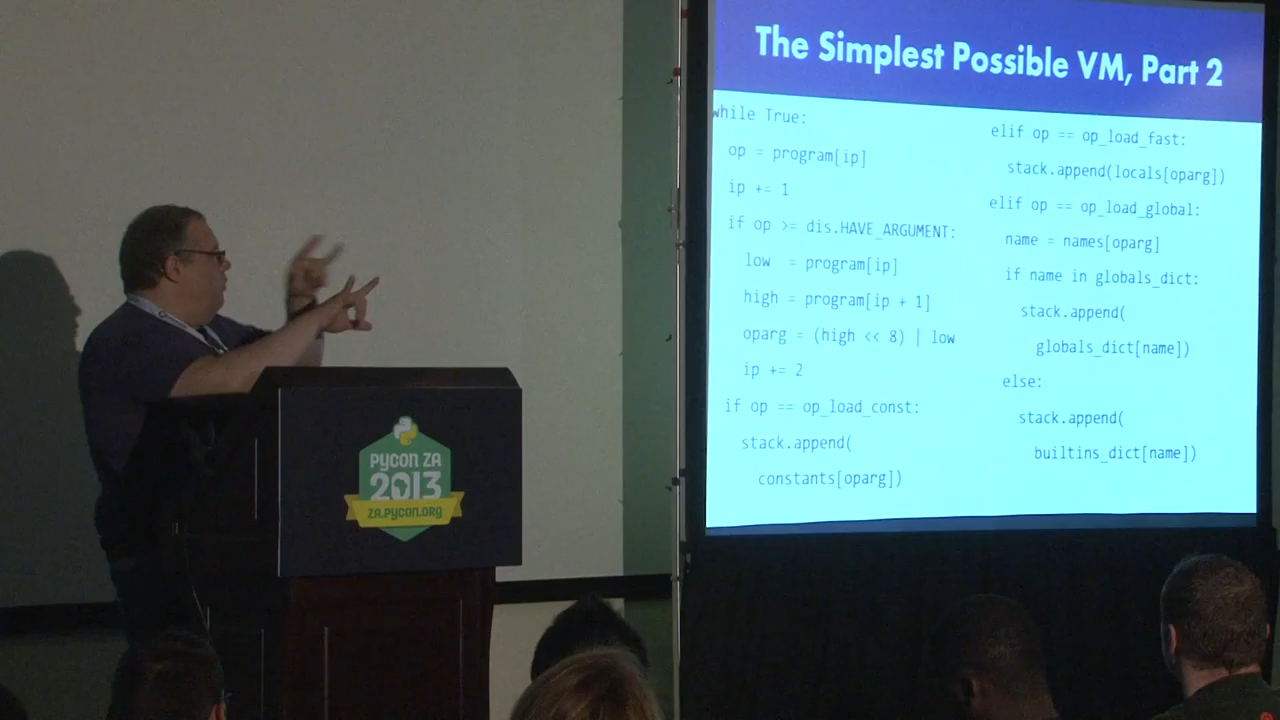 The Simplest Possible VM, Part 2
while True:
op = program[ip]
ip += 1
if op >= dis.HAVE_ARGUMENT:
low = program[ip]
high = program[ip + 1]
oparg = (high << 8) | low
ip += 2
if op == op_load_const:
stack.append(
constants[oparg])
elif op == op_load_fast:
stack.append(locals[oparg])
elif op == op_load_global:
name = names[oparg]
if name in globals_dict:
stack.append(
globals_dict[name])
else:
stack.append(
builtins_dict[name])
PYCON ZA
2013
ZA.PYCON.ORG